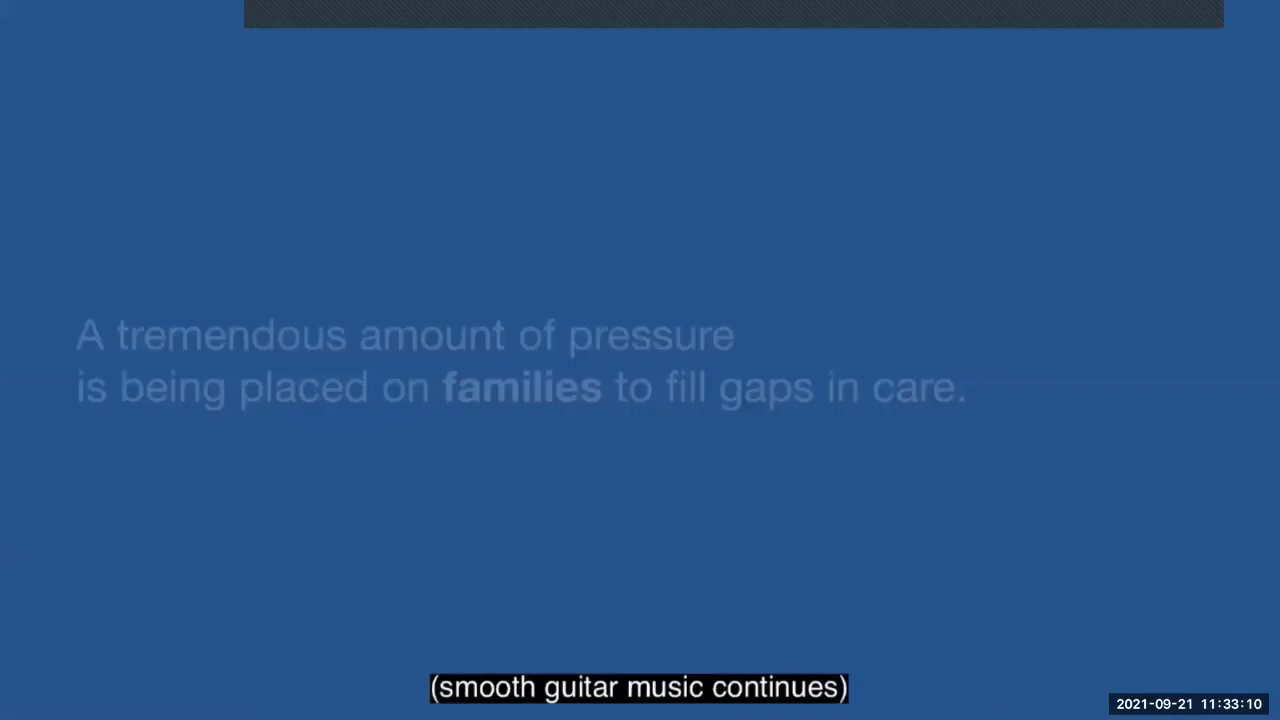 A tremendous amount of pressure
is being placed on families to fill gaps in care.
(smooth guitar music continues)
2021-09-21 11:33:10